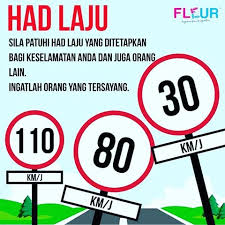 HAD LAJU
FLEUR
SILA PATUHI HAD LAJU YANG DITETAPKAN
BAGI KESELAMATAN ANDA DAN JUGA ORANG
LAIN.
INGATLAH ORANG YANG TERSAYANG.
30
KM/J
110
KM/J
80
KM/J